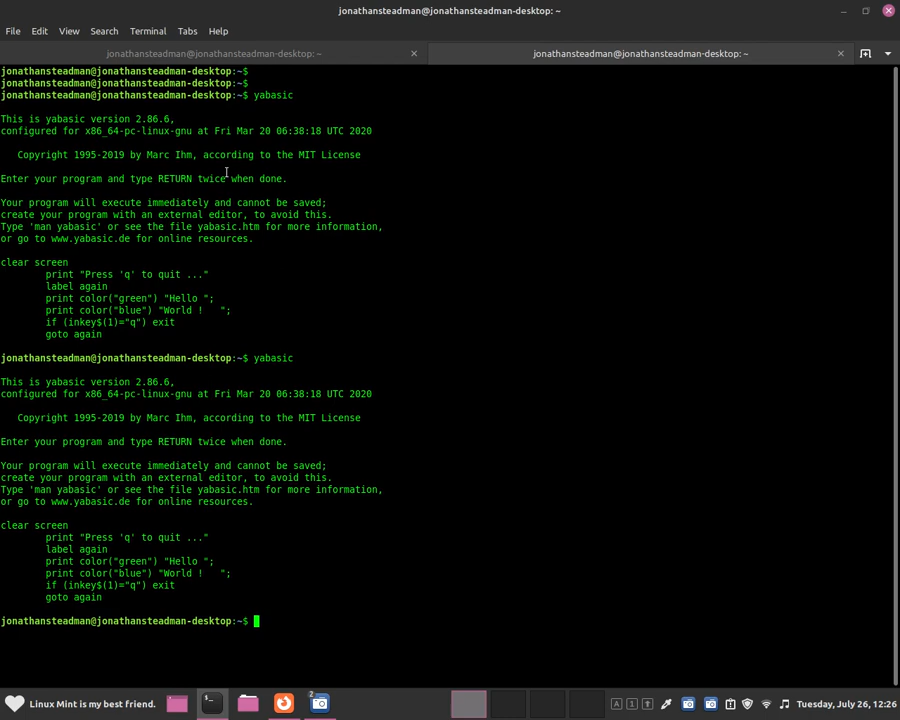 jonathansteadman@jonathansteadman-desktop: ~
File Edit View Search Terminal Tabs Help
jonathansteadman@jonathansteadman-desktop: ~ jonathansteadman@jonathansteadman-desktop: ~
jonathansteadman@jonathansteadman-desktop:~$
jonathansteadman@jonathansteadman-desktop:~$
jonathansteadman@jonathansteadman-desktop:~$ yabasic
This is yabasic version 2.86.6,
configured for x86_64-pc-linux-gnu at Fri Mar 20 06:38:18 UTC 2020
Copyright 1995-2019 by Marc Ihm, according to the MIT License
Enter your program and type RETURN twice when done.
Your program will execute immediately and cannot be saved;
create your program with an external editor, to avoid this.
Type 'man yabasic' or see the file yabasic.htm for more information,
or go to www.yabasic.de for online resources.
clear screen
print "Press 'q' to quit ..."
label again
print color("green") "Hello ";
print color("blue") "World !   ";
if (inkey$(1)="q") exit
goto again
jonathansteadman@jonathansteadman-desktop:~$ yabasic
This is yabasic version 2.86.6,
configured for x86_64-pc-linux-gnu at Fri Mar 20 06:38:18 UTC 2020
Copyright 1995-2019 by Marc Ihm, according to the MIT License
Enter your program and type RETURN twice when done.
Your program will execute immediately and cannot be saved;
create your program with an external editor, to avoid this.
Type 'man yabasic' or see the file yabasic.htm for more information,
or go to www.yabasic.de for online resources.
clear screen
print "Press 'q' to quit ..."
label again
print color("green") "Hello ";
print color("blue") "World !   ";
if (inkey$(1)="q") exit
goto again
jonathansteadman@jonathansteadman-desktop:~$
Linux Mint is my best friend. $_ 2 A 1 Tuesday, July 26, 12:26